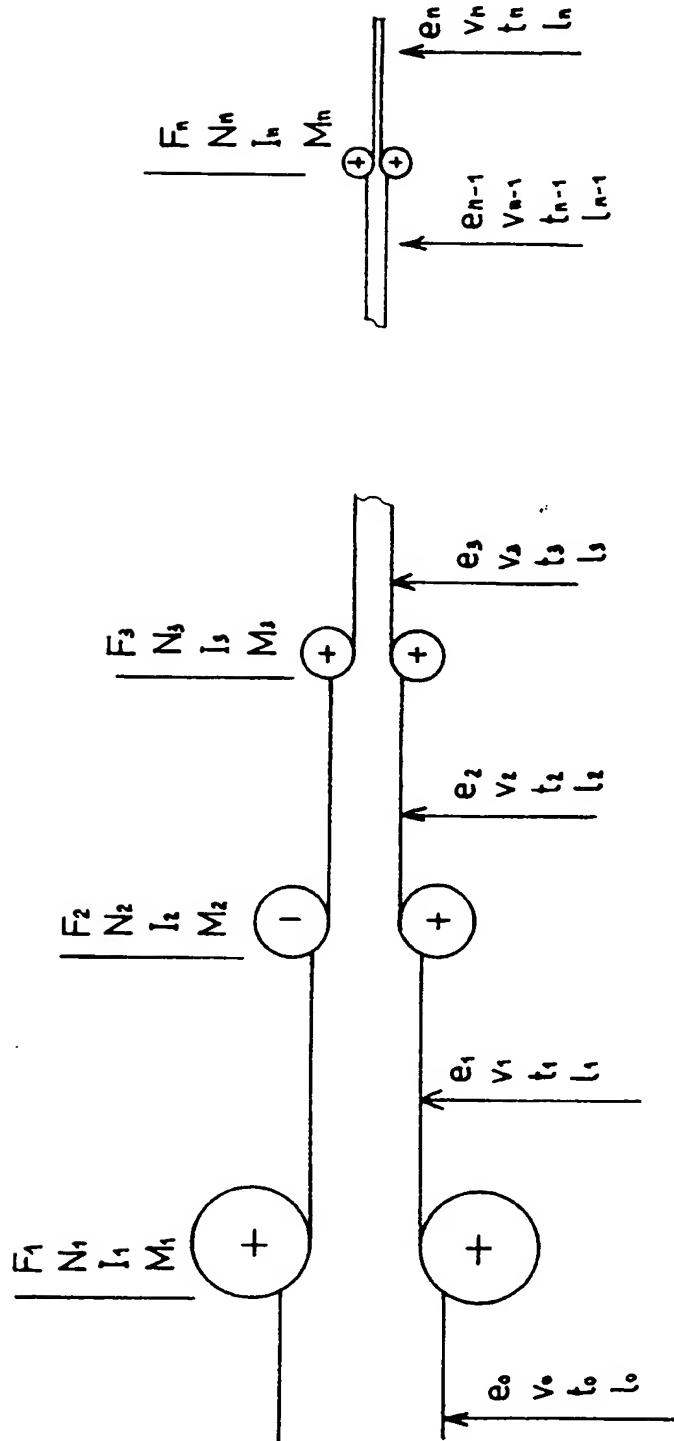 F₁
N₁
I₁
M₁
F₂
N₂
I₂
M₂
F₃
N₃
I₃
M₃
Fₙ
Nₙ
Iₙ
Mₙ
e₀
v₀
t₀
l₀
e₁
v₁
t₁
l₁
e₂
v₂
t₂
l₂
e₃
v₃
t₃
l₃
eₙ₋₁
vₙ₋₁
tₙ₋₁
lₙ₋₁
eₙ
vₙ
tₙ
lₙ